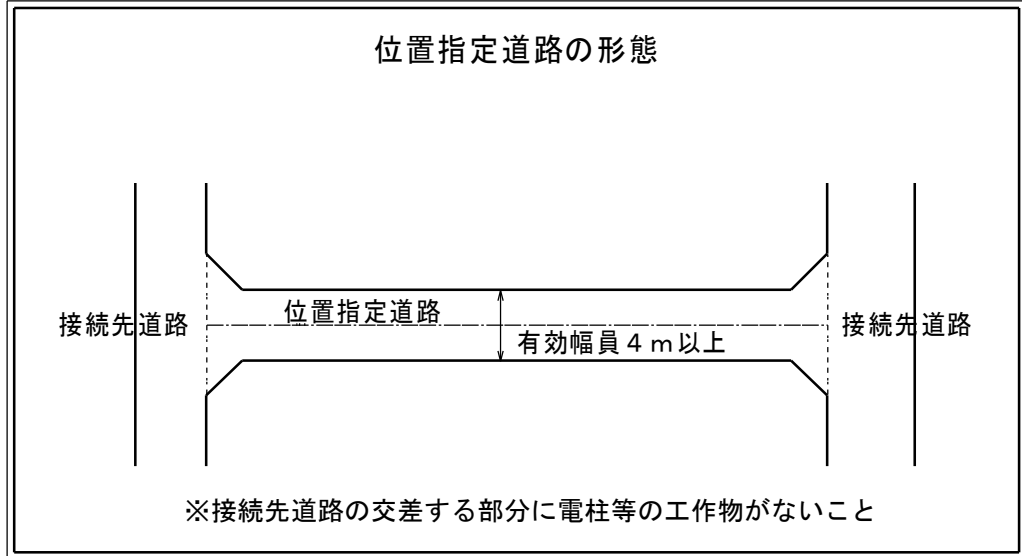 位置指定道路の形態
位置指定道路
接続先道路
接続先道路
有効幅員4m以上
※接続先道路の交差する部分に電柱等の工作物がないこと